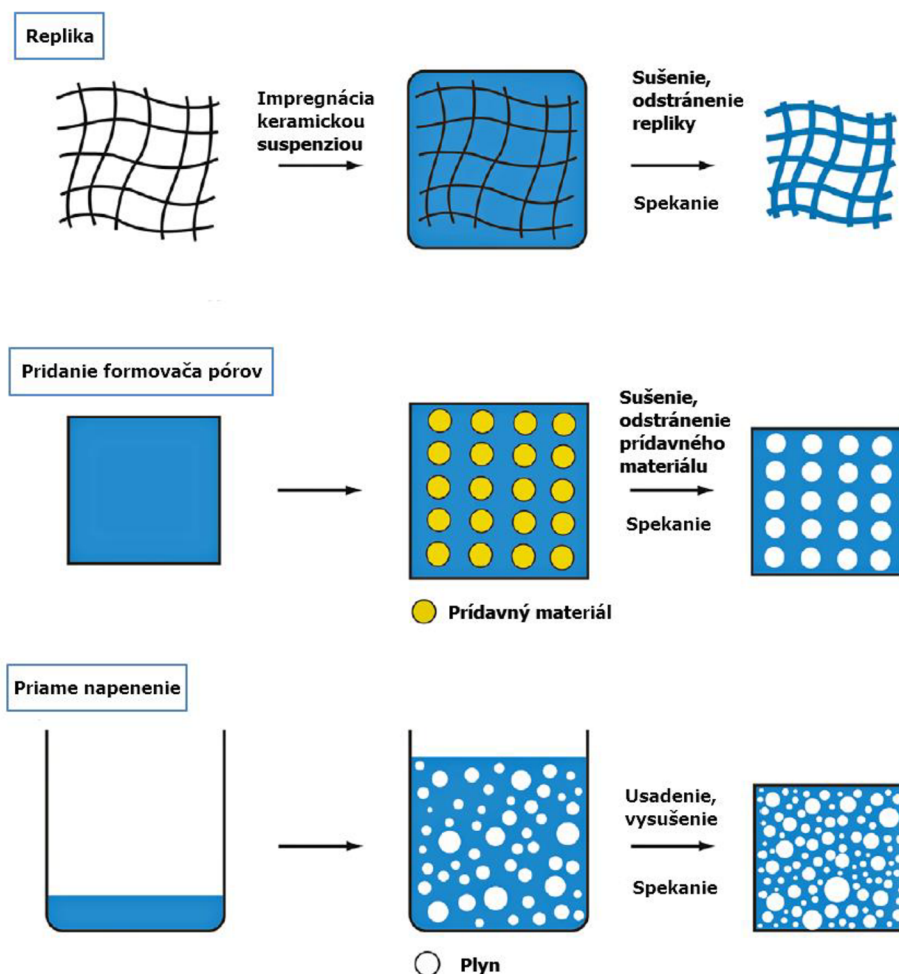 Replika
Impregnácia
keramickou
suspenziou
Sušenie,
odstránenie
repliky
Spekanie
Pridanie formovača pórov
Sušenie,
odstránenie
prídavného
materiálu
Spekanie
Prídavný materiál
Priame napenenie
Usadenie,
vysušenie
Spekanie
Plyn